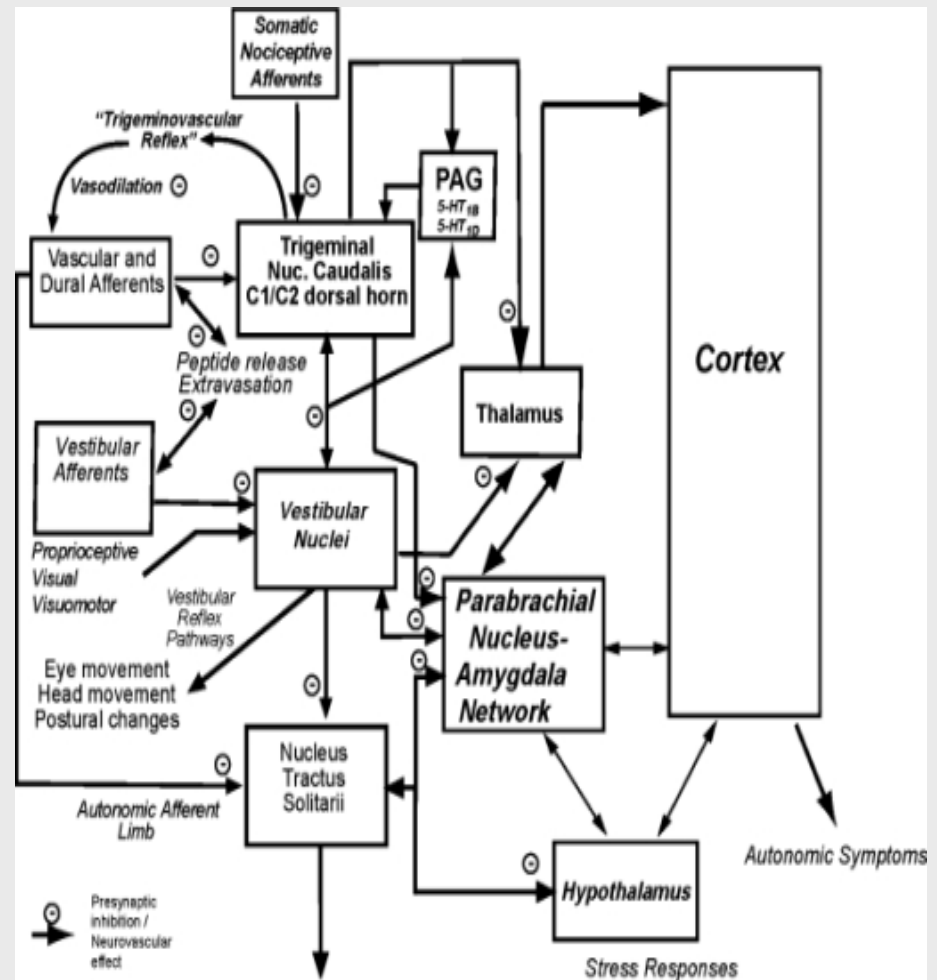 Somatic
Nociceptive
Afferents
"Trigeminovascular
Reflex"
Vasodilation ⊖
⊖
PAG
5-HT1B
5-HT1D
Vascular and
Dural Afferents
⊖
Trigeminal
Nuc. Caudalis
C1/C2 dorsal horn
⊖
⊖
Peptide release
Extravasation
⊖
⊖
Thalamus
Cortex
Vestibular
Afferents
⊖
⊖
Vestibular
Nuclei
Proprioceptive
Visual
Visuomotor
Vestibular
Reflex
Pathways
⊖
⊖
⊖
Parabrachial
Nucleus-
Amygdala
Network
Eye movement
Head movement
Postural changes
⊖
Nucleus
Tractus
Solitarii
⊖
Autonomic Afferent
Limb
⊖
Hypothalamus
Autonomic Symptoms
⊖
Presynaptic
inhibition /
Neurovascular
effect
Stress Responses